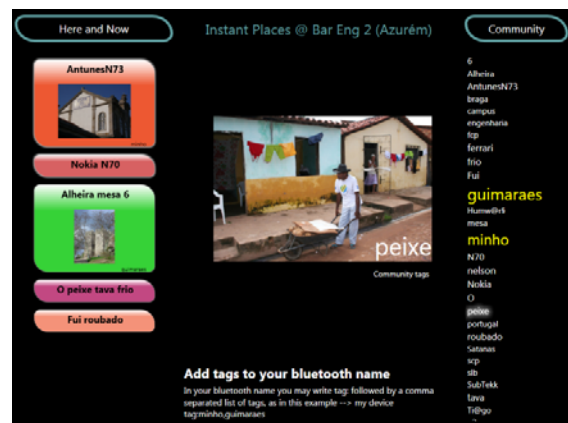 Here and Now
Instant Places @ Bar Eng 2 (Azurém)
Community
AntunesN73
minho
Nokia N70
Alheira mesa 6
Guimaraes
O peixe tava frio
Fui roubado
peixe
Community tags
Add tags to your bluetooth name
In your bluetooth name you may write tag: followed by a comma
separated list of tags, as in this example --> my device
tag:minho,guimaraes
6
Alheira
AntunesN73
braga
campus
engenharia
fcp
ferrari
frio
Fui
guimaraes
mesa
minho
N70
nelson
Nokia
O
peixe
portugal
roubado
Satanas
scp
slb
SubTekk
tava
Ti@go